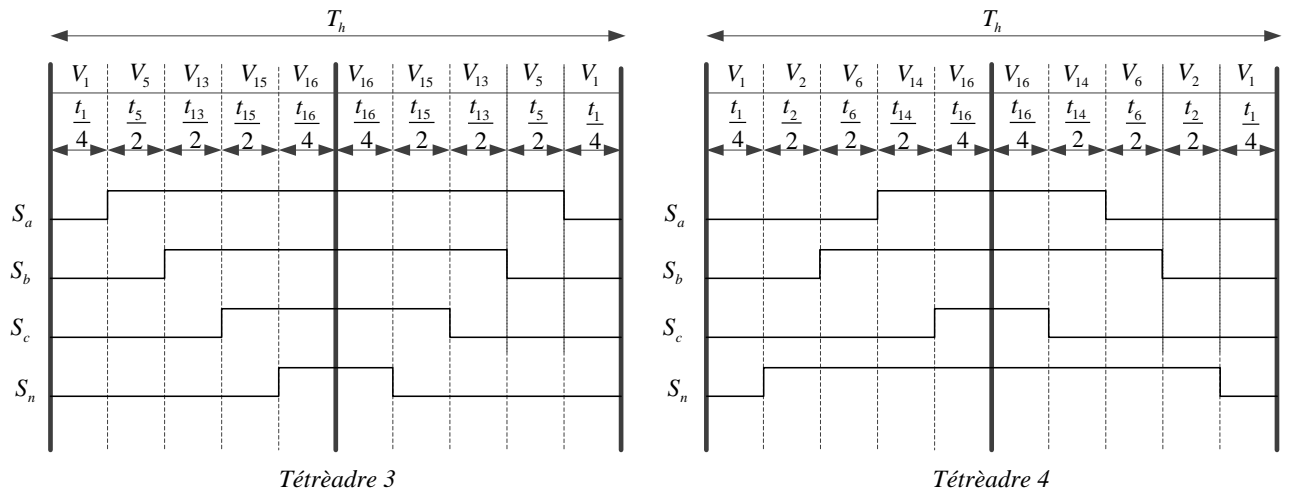 T_h T_h
V_1 V_5 V_13 V_15 V_16 V_16 V_15 V_13 V_5 V_1 V_1 V_2 V_6 V_14 V_16 V_16 V_14 V_6 V_2 V_1
t_1 t_5 t_13 t_15 t_16 t_16 t_15 t_13 t_5 t_1 t_1 t_2 t_6 t_14 t_16 t_16 t_14 t_6 t_2 t_1
4 2 2 2 4 4 2 2 2 4 4 2 2 2 4 4 2 2 2 4
S_a S_a
S_b S_b
S_c S_c
S_n S_n
Tétrèadre 3 Tétrèadre 4